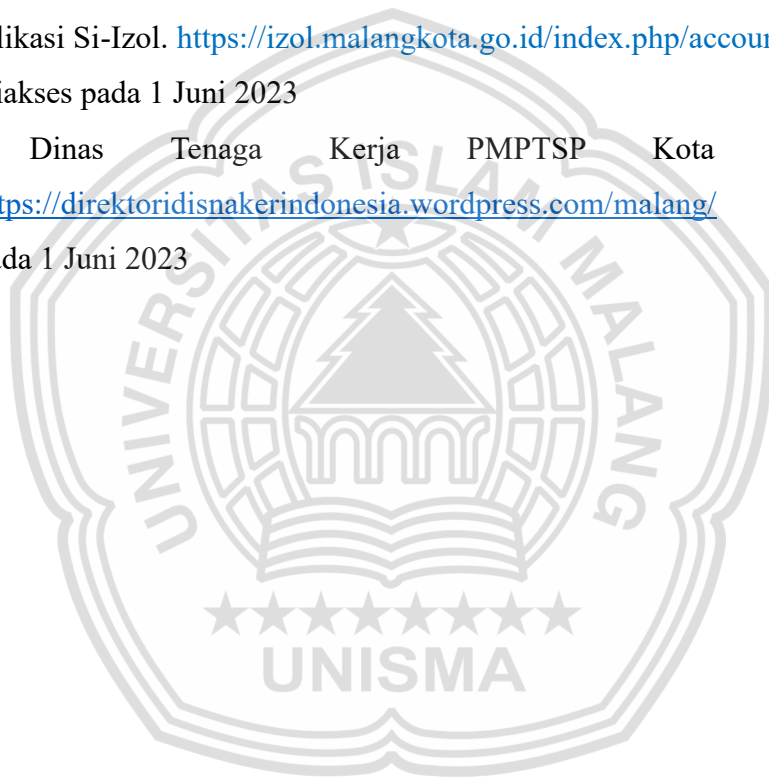 likasi Si-Izol. https://izol.malangkota.go.id/index.php/accour
iakses pada 1 Juni 2023
Dinas Tenaga Kerja PMPTSP Kota
tps://direktoridisnakerindonesia.wordpress.com/malang/
da 1 Juni 2023
UNIVERSITAS ISLAM MALANG
UNISMA